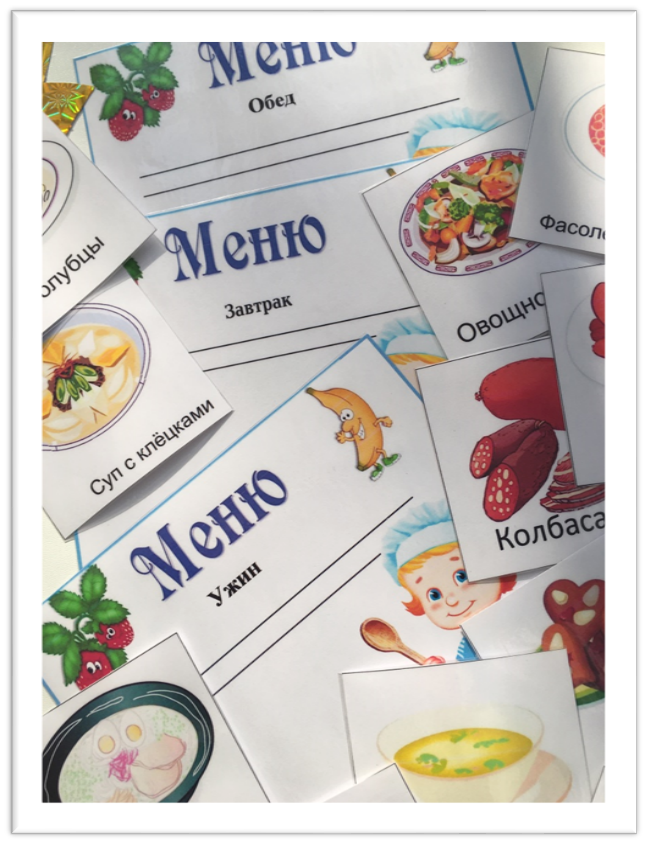 Меню
Обед
Меню
Завтрак
Суп с клёцками
Меню
Ужин
Колбаса